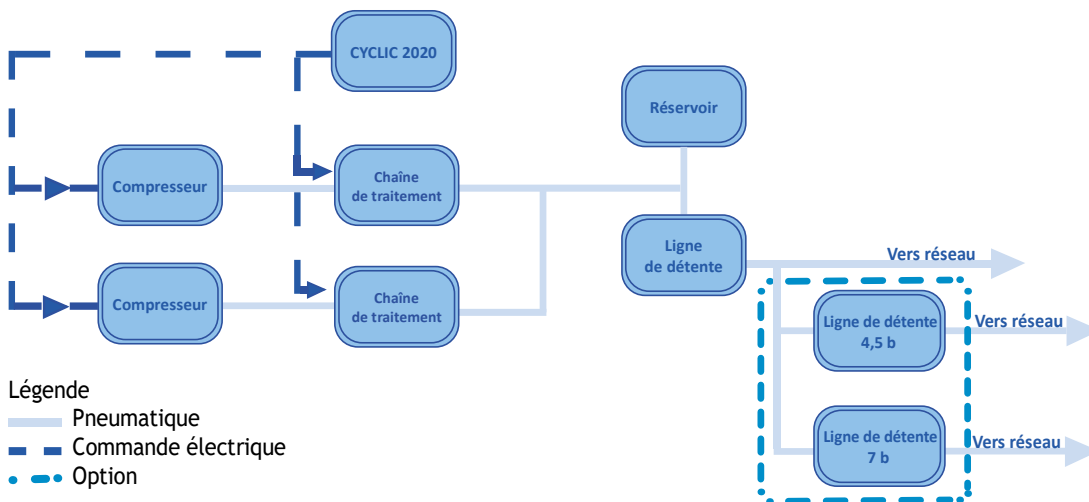 CYCLIC 2020
Réservoir
Compresseur
Chaîne
de traitement
Ligne
de détente
Vers réseau
Compresseur
Chaîne
de traitement
Ligne de détente
4,5 b
Vers réseau
Ligne de détente
7 b
Vers réseau
Légende
Pneumatique
Commande électrique
Option